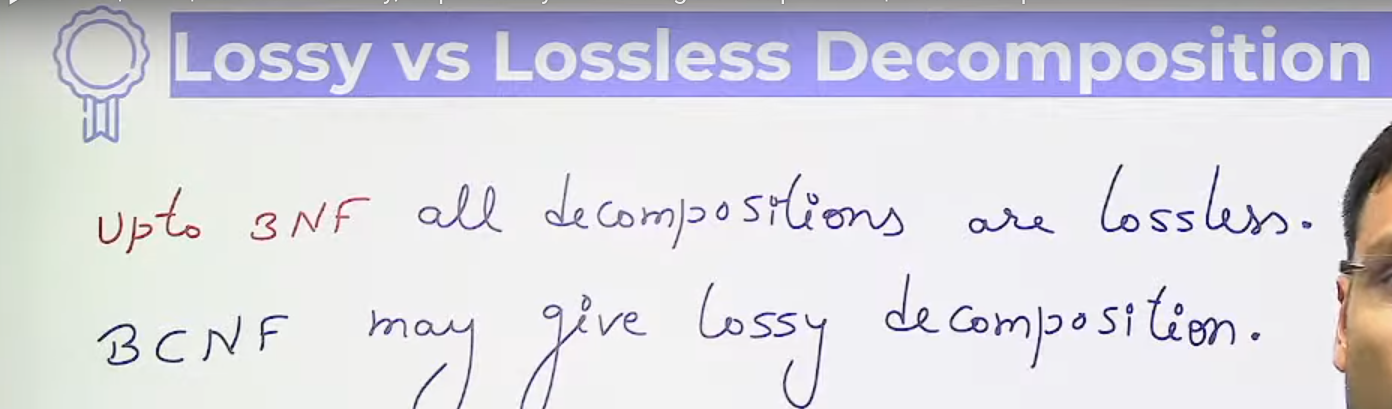 Lossy vs Lossless Decomposition
Upto 3NF all decompositions are lossless.
BCNF may give lossy decomposition.